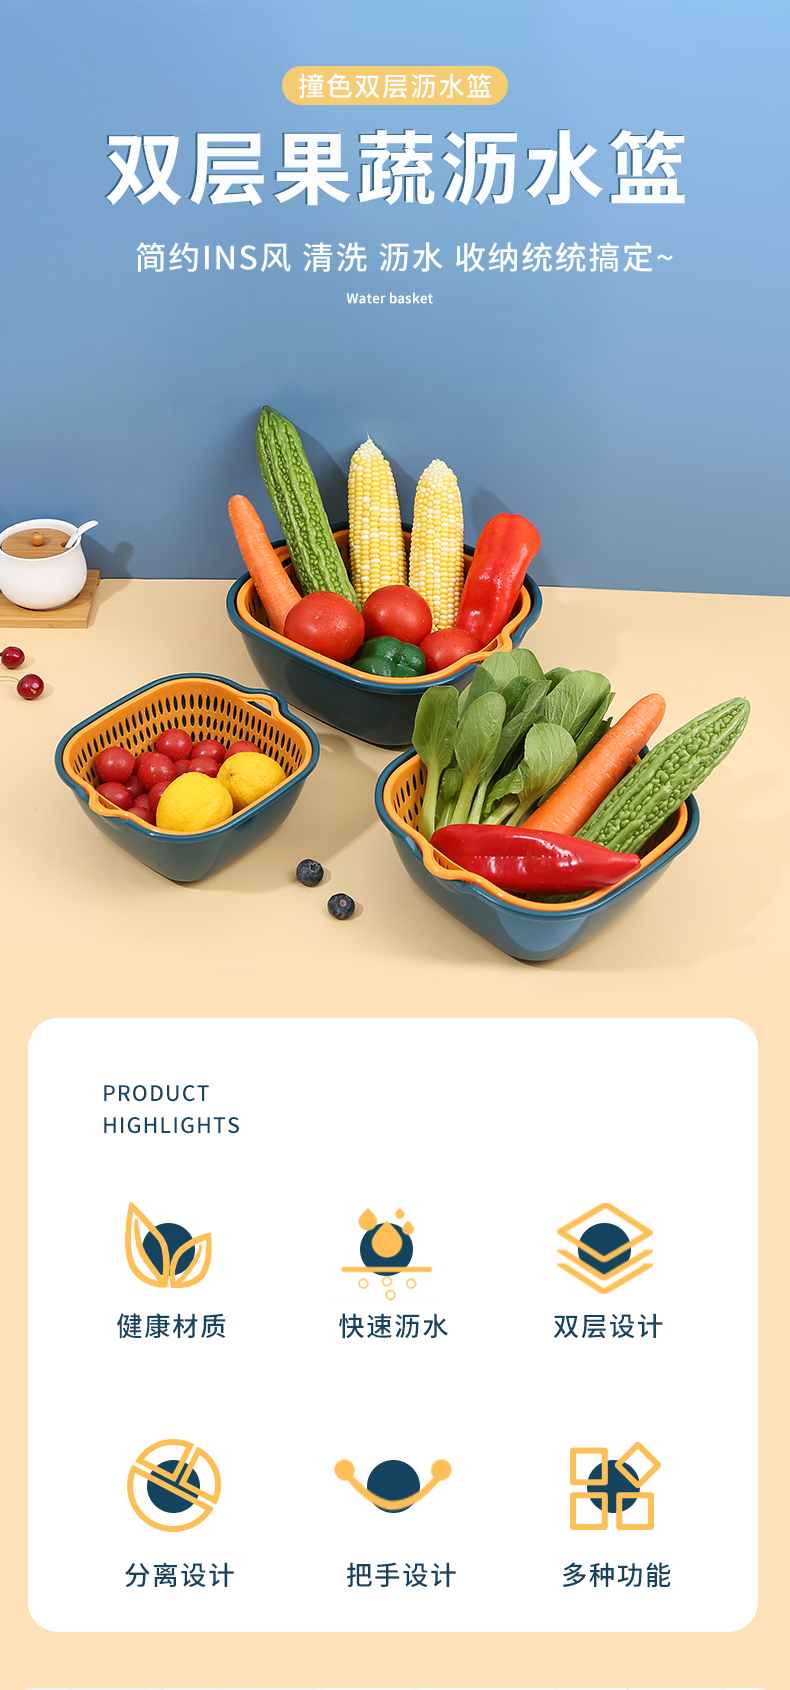 撞色双层沥水篮
双层果蔬沥水篮
简约INS风 清洗 沥水 收纳统统搞定~
Water basket
PRODUCT
HIGHLIGHTS
健康材质
快速沥水
双层设计
分离设计
把手设计
多种功能